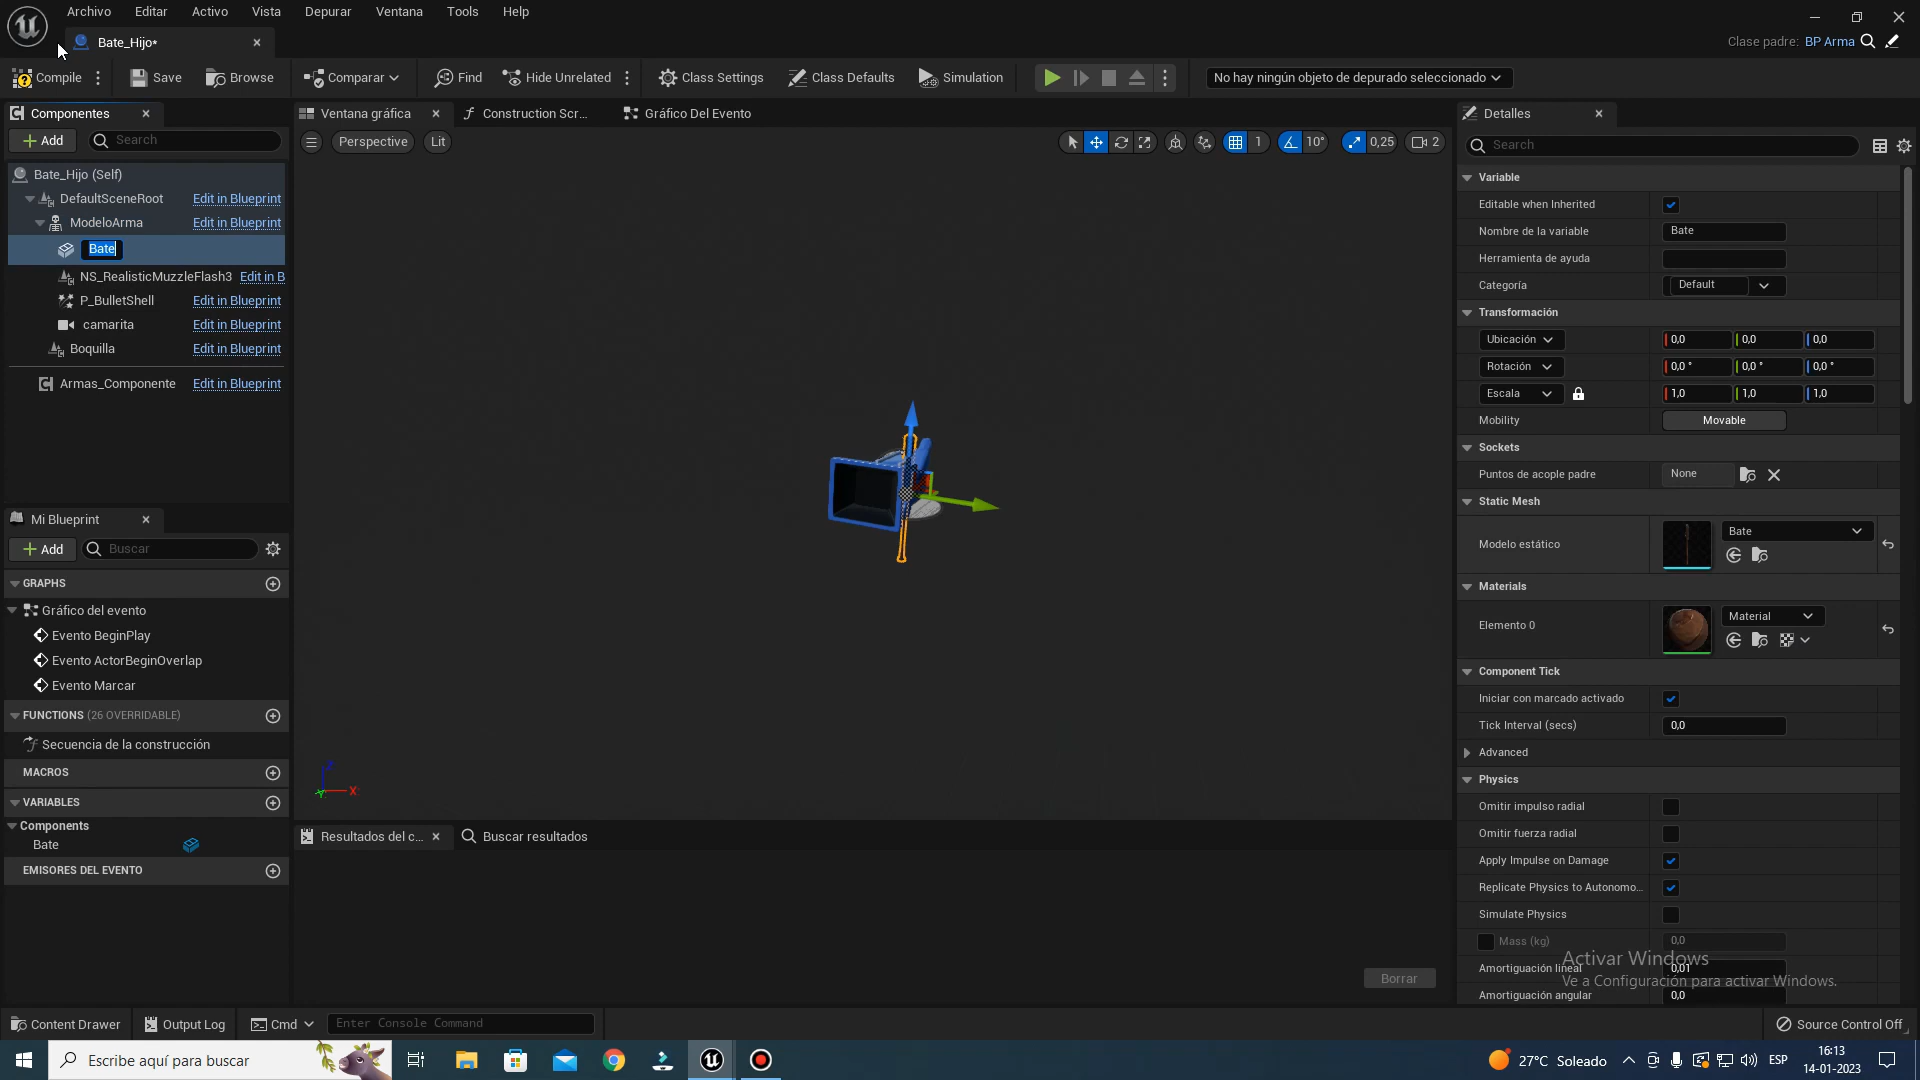 Archivo Editar Activo Vista Depurar Ventana Tools Help
Bate_Hijo*
Clase padre: BP Arma
Compile Save Browse Comparar Find Hide Unrelated Class Settings Class Defaults Simulation No hay ningún objeto de depurado seleccionado
Componentes
Add Search
Bate_Hijo (Self)
DefaultSceneRoot Edit in Blueprint
ModeloArma Edit in Blueprint
Bate
NS_RealisticMuzzleFlash3 Edit in B
P_BulletShell Edit in Blueprint
camarita Edit in Blueprint
Boquilla Edit in Blueprint
Armas_Componente Edit in Blueprint
Mi Blueprint
Add Buscar
GRAPHS
Gráfico del evento
Evento BeginPlay
Evento ActorBeginOverlap
Evento Marcar
FUNCTIONS (26 OVERRIDABLE)
Secuencia de la construcción
MACROS
VARIABLES
Components
Bate
EMISORES DEL EVENTO
Ventana gráfica Construction Scr... Gráfico Del Evento
Perspective Lit 1 10° 0,25 2
Z
X
Y
Resultados del c... Buscar resultados
Borrar
Detalles
Search
Variable
Editable when Inherited
Nombre de la variable Bate
Herramienta de ayuda
Categoría Default
Transformación
Ubicación 0,0 0,0 0,0
Rotación 0,0 ° 0,0 ° 0,0 °
Escala 1,0 1,0 1,0
Mobility Movable
Sockets
Puntos de acople padre None
Static Mesh
Modelo estático Bate
Materials
Elemento 0 Material
Component Tick
Iniciar con marcado activado
Tick Interval (secs) 0,0
Advanced
Physics
Omitir impulso radial
Omitir fuerza radial
Apply Impulse on Damage
Replicate Physics to Autonomo...
Simulate Physics
Mass (kg) 0,0
Amortiguación lineal 0,01
Amortiguación angular 0,0
Activar Windows
Ve a Configuración para activar Windows.
Content Drawer Output Log Cmd Enter Console Command Source Control Off
Escribe aquí para buscar
27°C Soleado ESP
16:13
14-01-2023